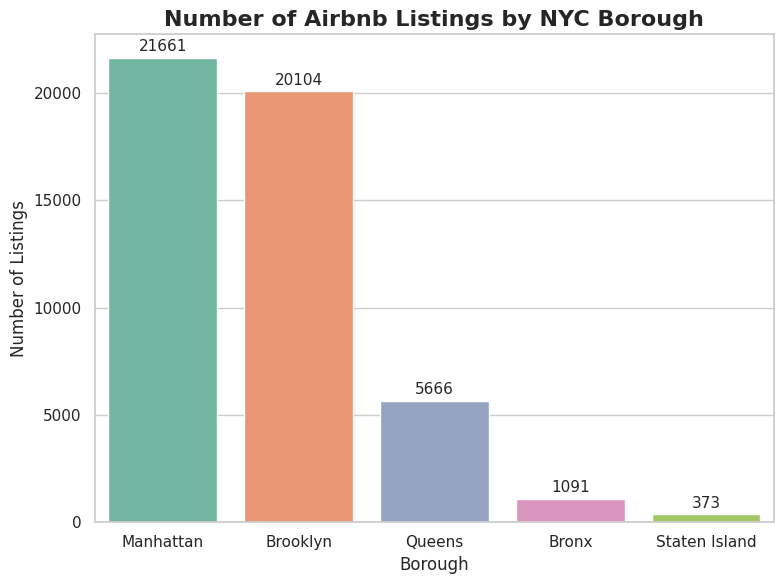 Number of Airbnb Listings by NYC Borough
21661
20104
5666
1091
373
20000
15000
10000
5000
0
Number of Listings
Manhattan
Brooklyn
Queens
Bronx
Staten Island
Borough